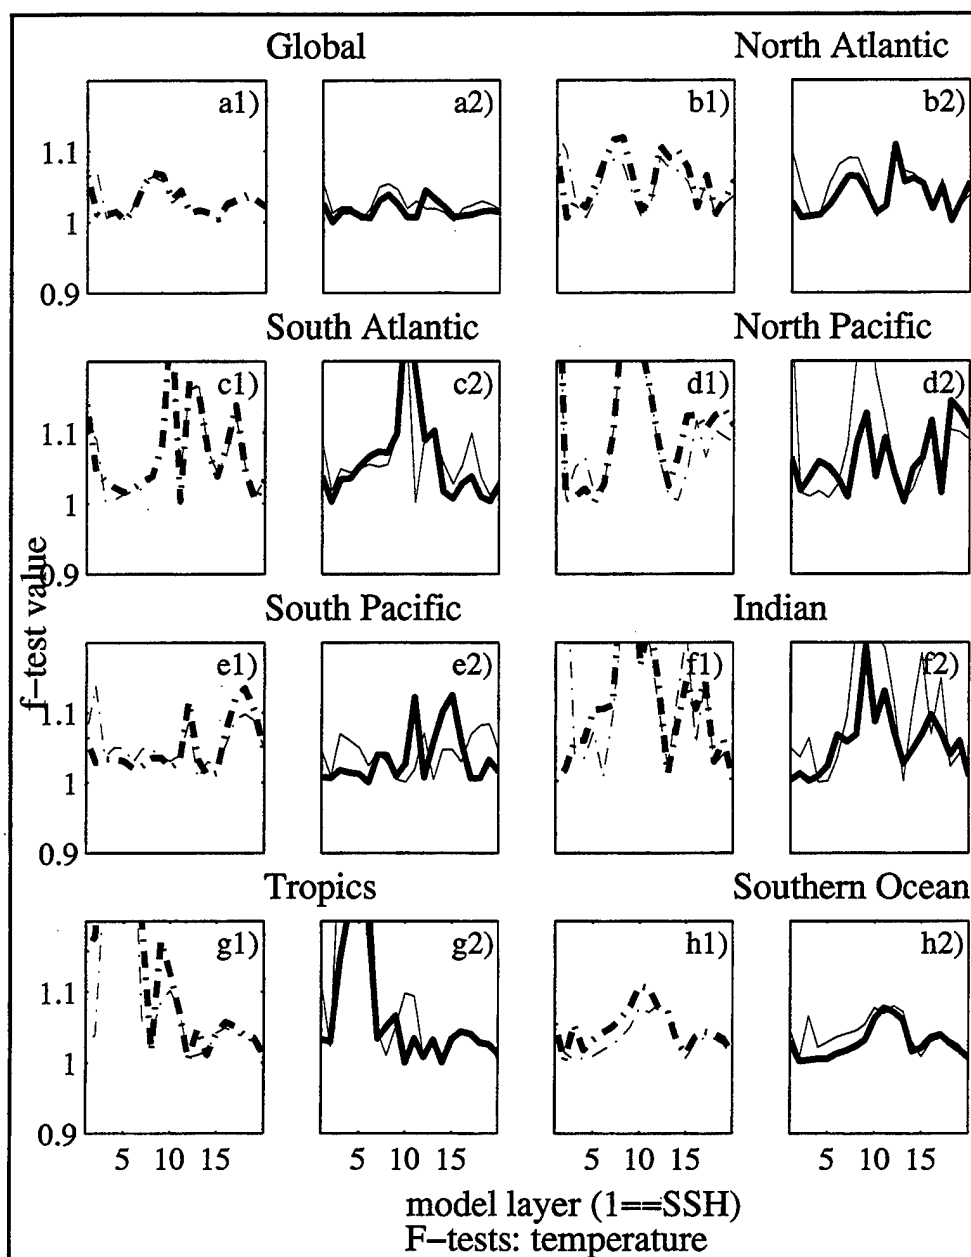 Global North Atlantic
a1) a2) b1) b2)
1.1
1
0.9
South Atlantic North Pacific
c1) c2) d1) d2)
1.1
1
0.9
f−test value
South Pacific Indian
e1) e2) f1) f2)
1.1
1
0.9
Tropics Southern Ocean
g1) g2) h1) h2)
1.1
1
0.9
5 10 15 5 10 15 5 10 15 5 10 15
model layer (1==SSH)
F−tests: temperature